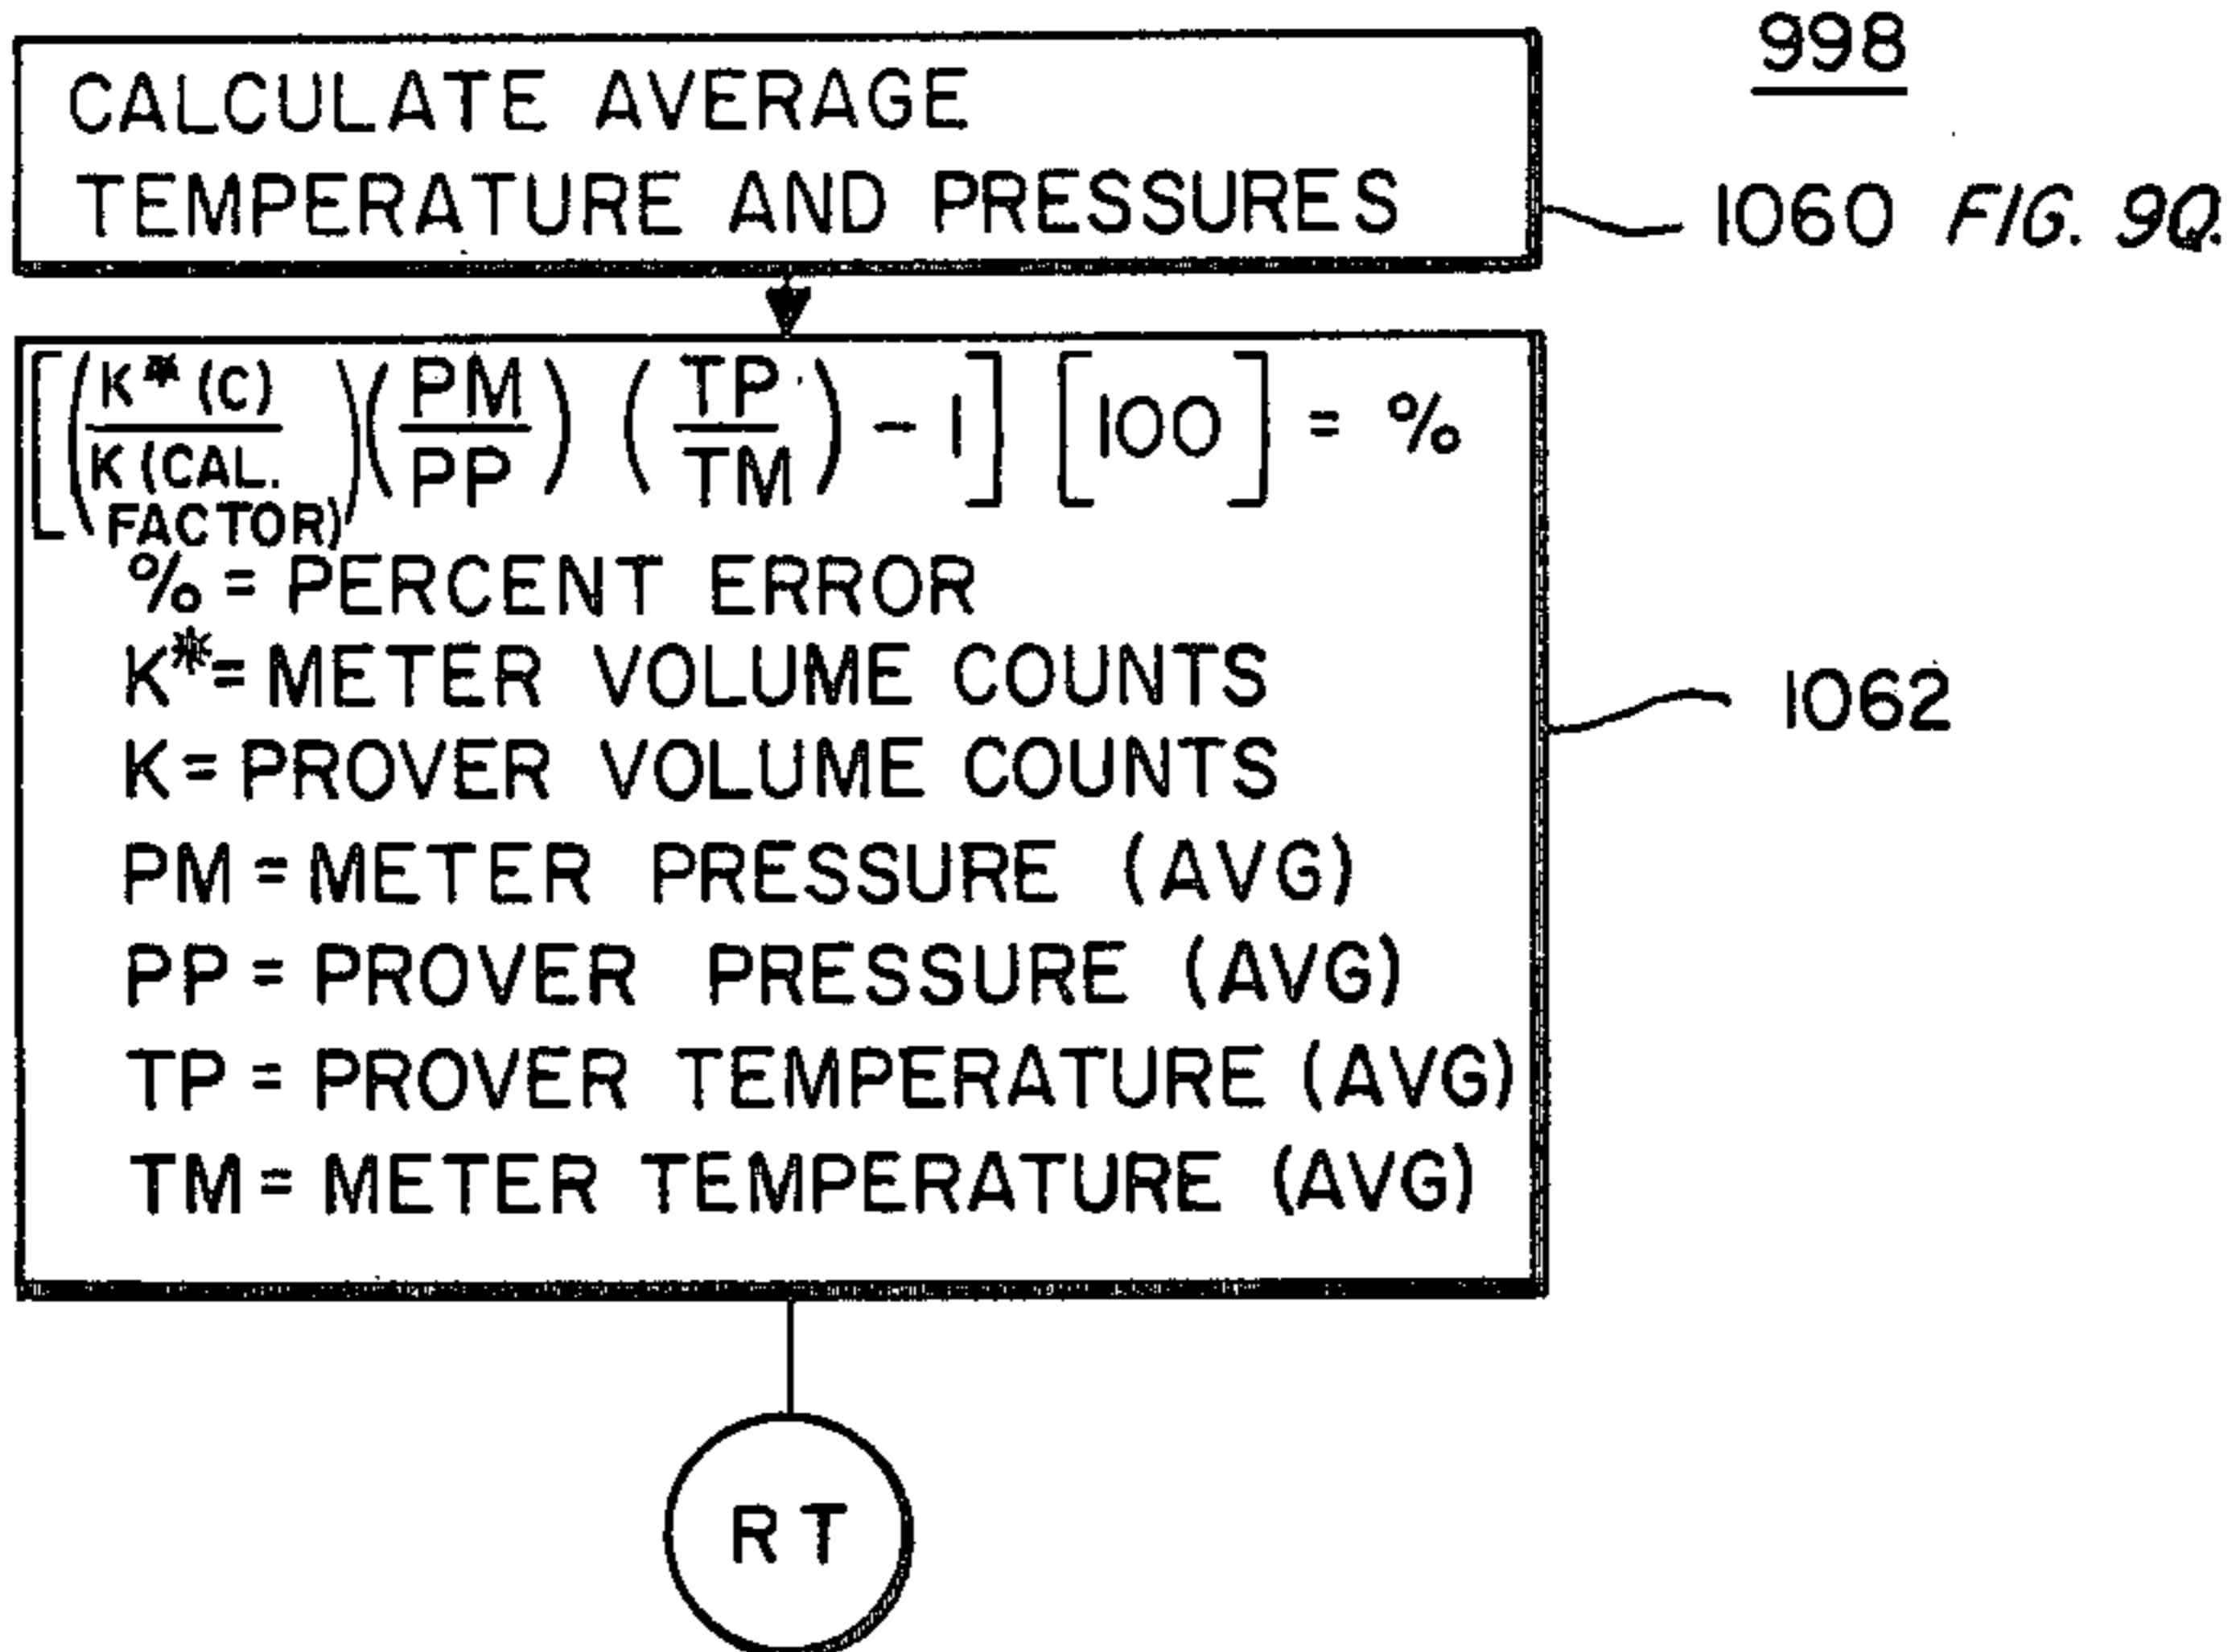 998
CALCULATE AVERAGE
TEMPERATURE AND PRESSURES
1060 FIG. 9Q.
[(K*(C)/K(CAL. FACTOR))(PM/PP)(TP/TM)-1][100]=%
%=PERCENT ERROR
K*=METER VOLUME COUNTS
K=PROVER VOLUME COUNTS
PM=METER PRESSURE (AVG)
PP=PROVER PRESSURE (AVG)
TP=PROVER TEMPERATURE (AVG)
TM=METER TEMPERATURE (AVG)
1062
RT